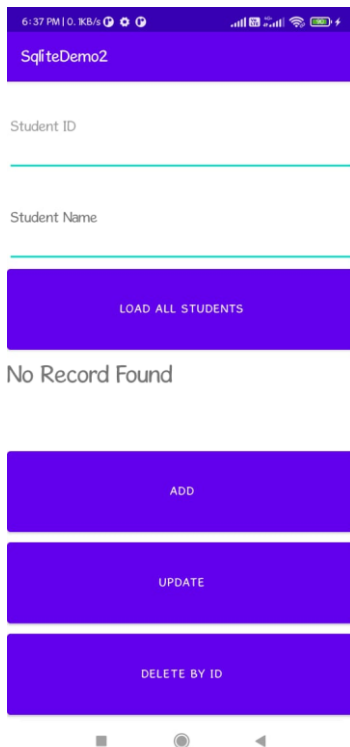 6:37 PM | 0.1KB/s
SqliteDemo2
Student ID
Student Name
LOAD ALL STUDENTS
No Record Found
ADD
UPDATE
DELETE BY ID